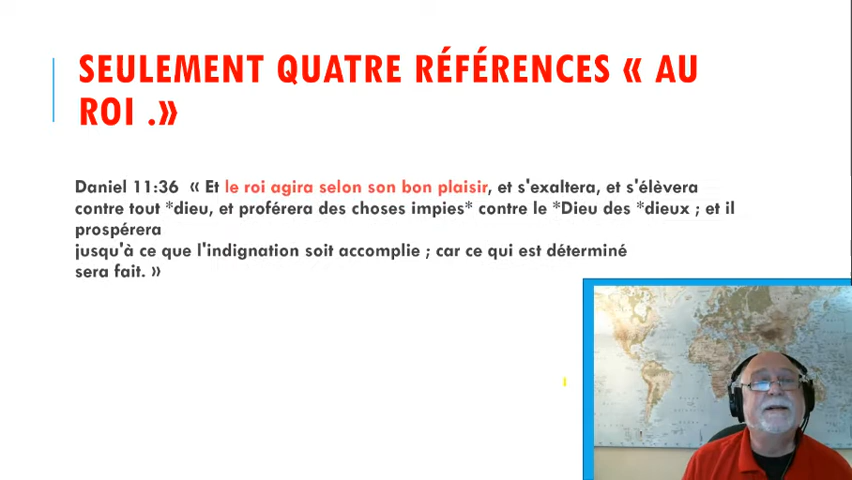 SEULEMENT QUATRE RÉFÉRENCES « AU
ROI .»
Daniel 11:36 « Et le roi agira selon son bon plaisir, et s'exaltera, et s'élèvera
contre tout *dieu, et proférera des choses impies* contre le *Dieu des *dieux ; et il
prospérera
jusqu'à ce que l'indignation soit accomplie ; car ce qui est déterminé
sera fait. »